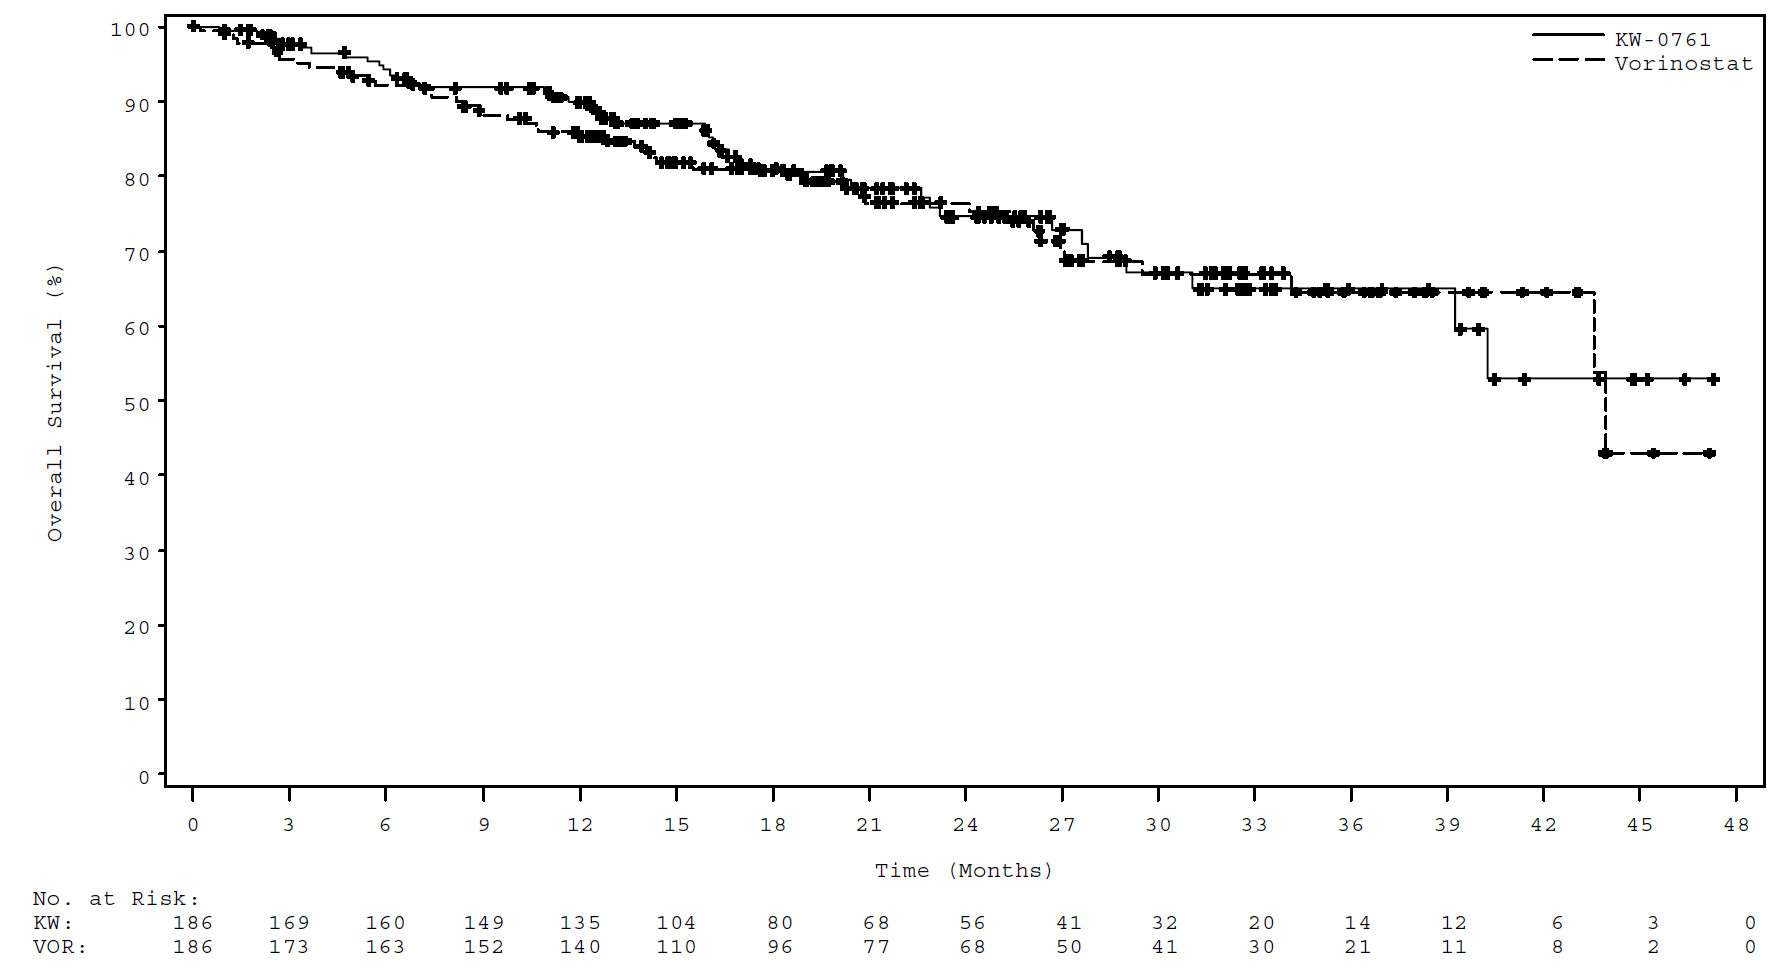 KW-0761
Vorinostat
Overall Survival (%)
100
90
80
70
60
50
40
30
20
10
0
0 3 6 9 12 15 18 21 24 27 30 33 36 39 42 45 48
Time (Months)
No. at Risk:
KW: 186 169 160 149 135 104 80 68 56 41 32 20 14 12 6 3 0
VOR: 186 173 163 152 140 110 96 77 68 50 41 30 21 11 8 2 0